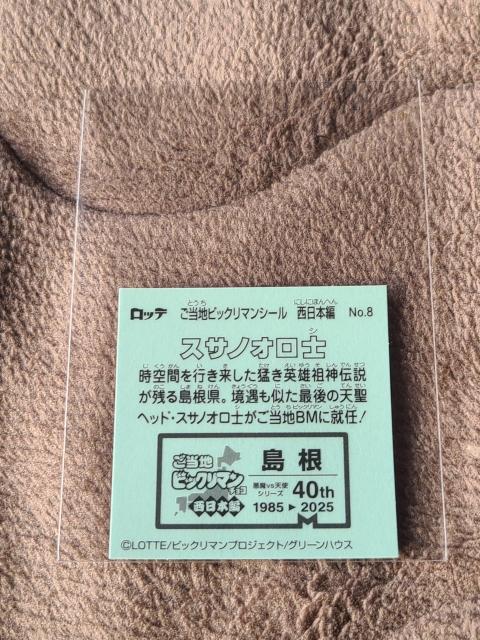 ロッテ ご当地ビックリマンシール 西日本編 No.8
スサノオロ士
時空間を行き来した猛き英雄祖神伝説
が残る島根県。境遇も似た最後の天聖
ヘッド・スサノオロ士がご当地BMに就任!
ご当地
ビックリマン
チョコ
西日本編
島根
悪魔vs天使
シリーズ 40th
1985 ▶ 2025
©LOTTE/ビックリマンプロジェクト/グリーンハウス